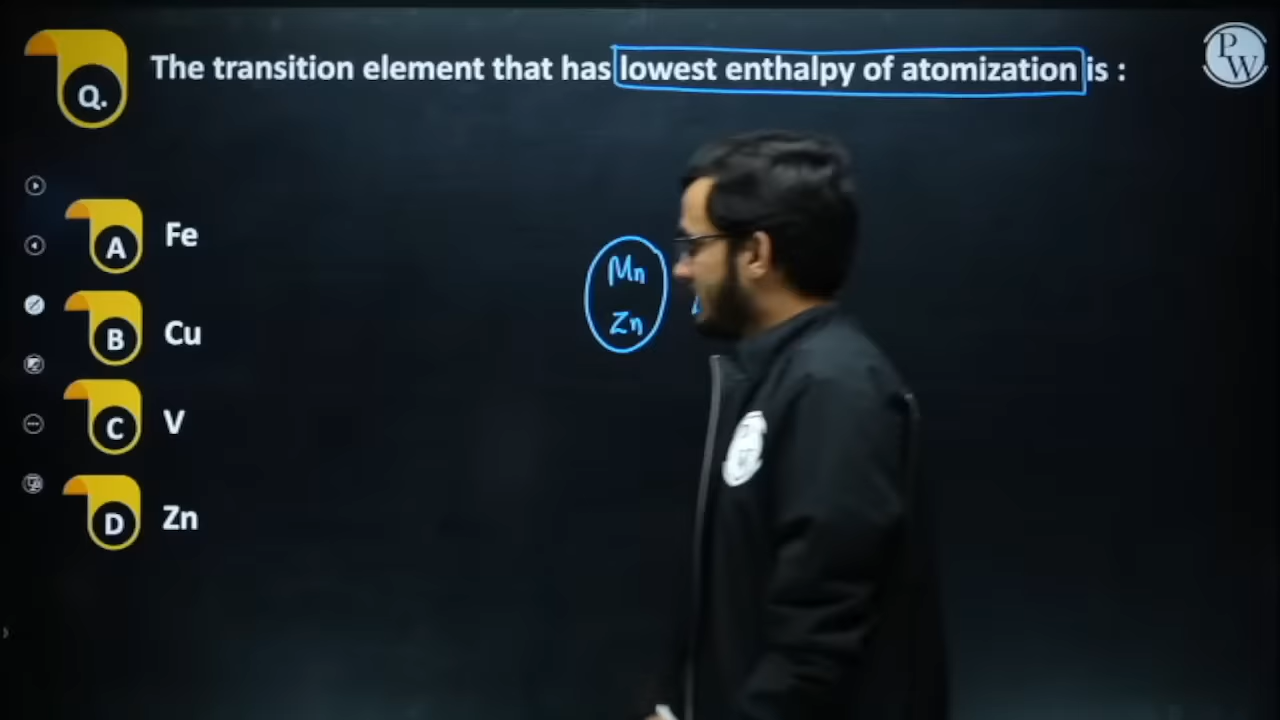 Q. The transition element that has lowest enthalpy of atomization is :
PW
A Fe
B Cu
C V
D Zn
Mn
Zn